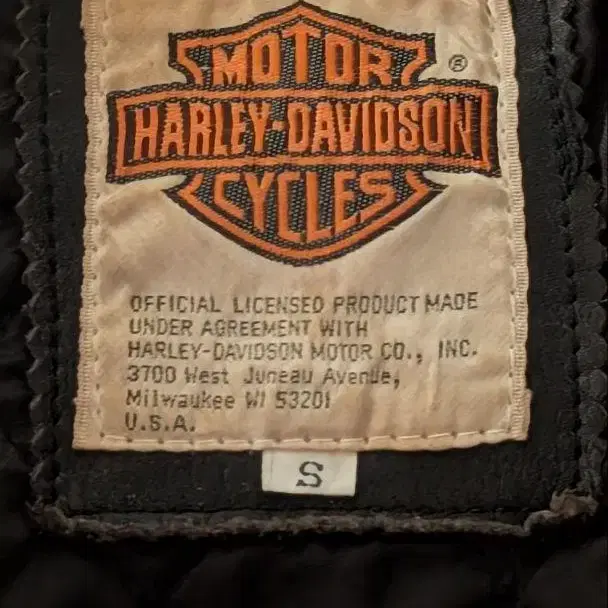 MOTOR
®
HARLEY-DAVIDSON
CYCLES
OFFICIAL LICENSED PRODUCT MADE
UNDER AGREEMENT WITH
HARLEY-DAVIDSON MOTOR CO., INC.
3700 West Juneau Avenue,
Milwaukee WI 53201
U.S.A.
S